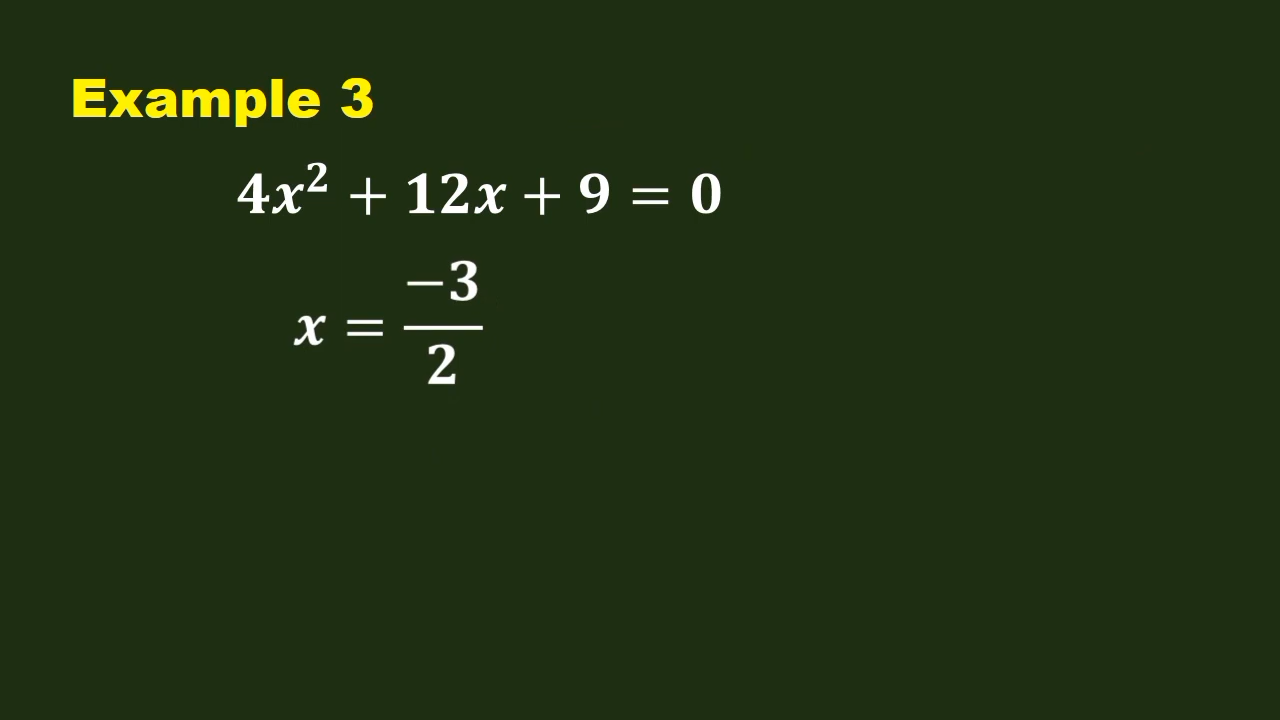 Example 3
4x² + 12x + 9 = 0
x = −3/2